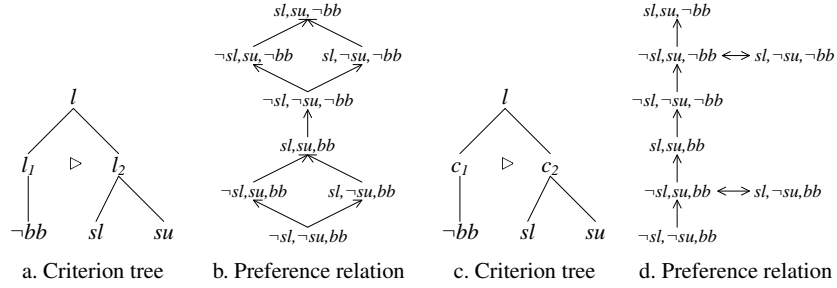 l
l₁ ▷ l₂
¬bb sl su
a. Criterion tree
sl,su,¬bb
¬sl,su,¬bb sl,¬su,¬bb
¬sl,¬su,¬bb
sl,su,bb
¬sl,su,bb sl,¬su,bb
¬sl,¬su,bb
b. Preference relation
l
c₁ ▷ c₂
¬bb sl su
c. Criterion tree
sl,su,¬bb
¬sl,su,¬bb ↔ sl,¬su,¬bb
¬sl,¬su,¬bb
sl,su,bb
¬sl,su,bb ↔ sl,¬su,bb
¬sl,¬su,bb
d. Preference relation